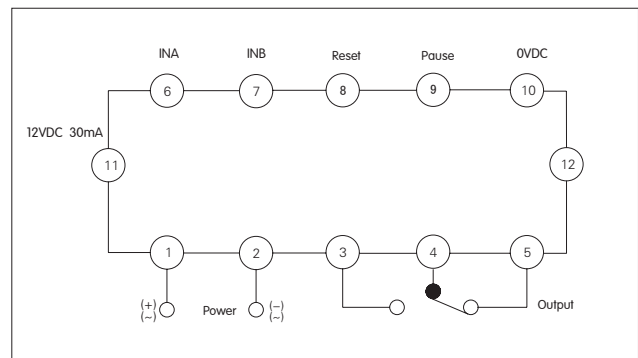 INA INB Reset Pause 0VDC
6 7 8 9 10
12VDC 30mA
11 12
1 2 3 4 5
(+) (–)
(~) Power (~) Output